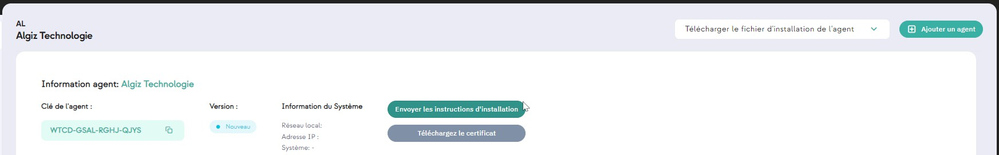 AL
Algiz Technologie
Télécharger le fichier d'installation de l'agent
Ajouter un agent
Information agent: Algiz Technologie
Clé de l'agent :
WTCD-GSAL-RGHJ-QJYS
Version :
Nouveau
Information du Système
Réseau local:
Adresse IP :
Système: -
Envoyer les instructions d'installation
Téléchargez le certificat